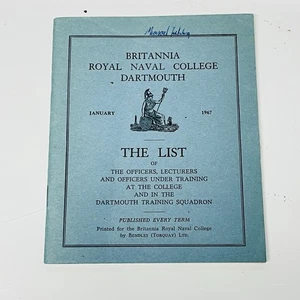 BRITANNIA
ROYAL NAVAL COLLEGE
DARTMOUTH
JANUARY 1967
THE LIST
OF
THE OFFICERS, LECTURERS
AND OFFICERS UNDER TRAINING
AT THE COLLEGE
AND IN THE
DARTMOUTH TRAINING SQUADRON
PUBLISHED EVERY TERM
Printed for the Britannia Royal Naval College
by Bendles (Torquay) Ltd.